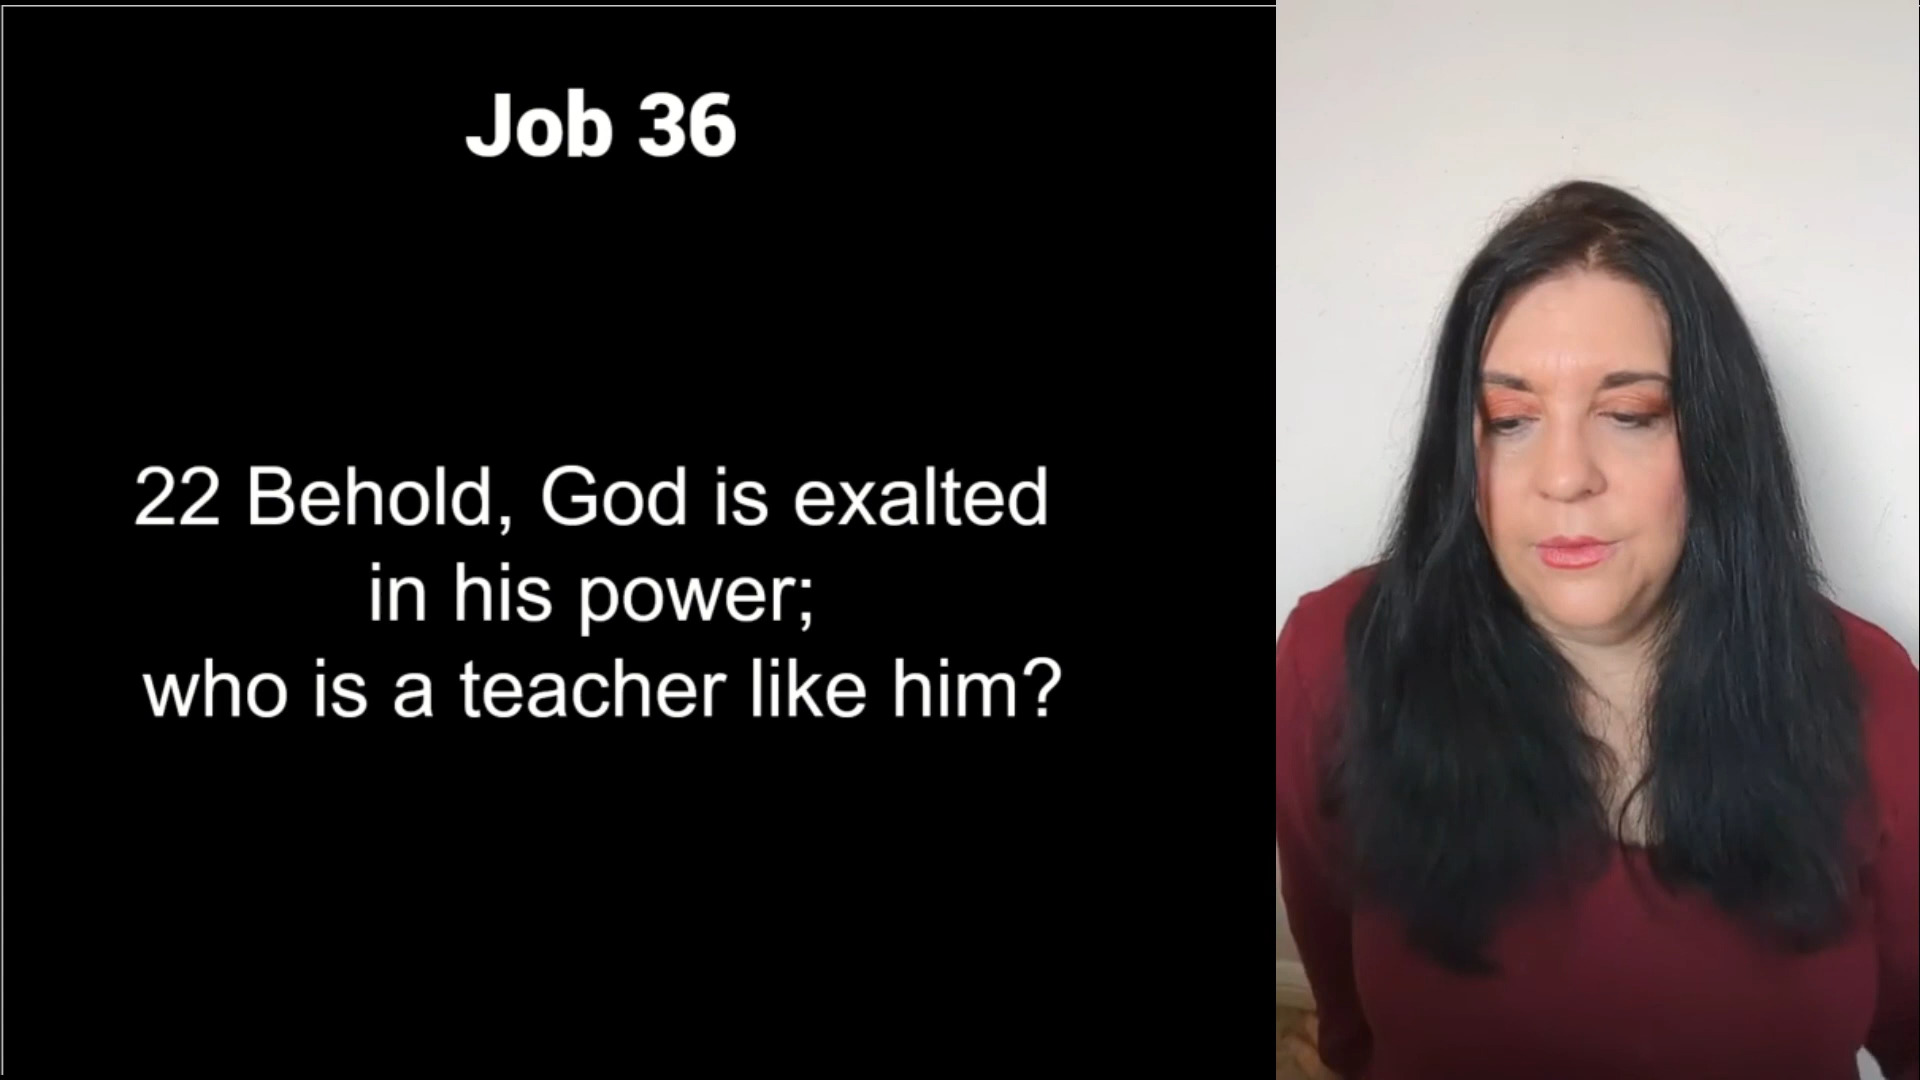 Job 36
22 Behold, God is exalted
in his power;
who is a teacher like him?